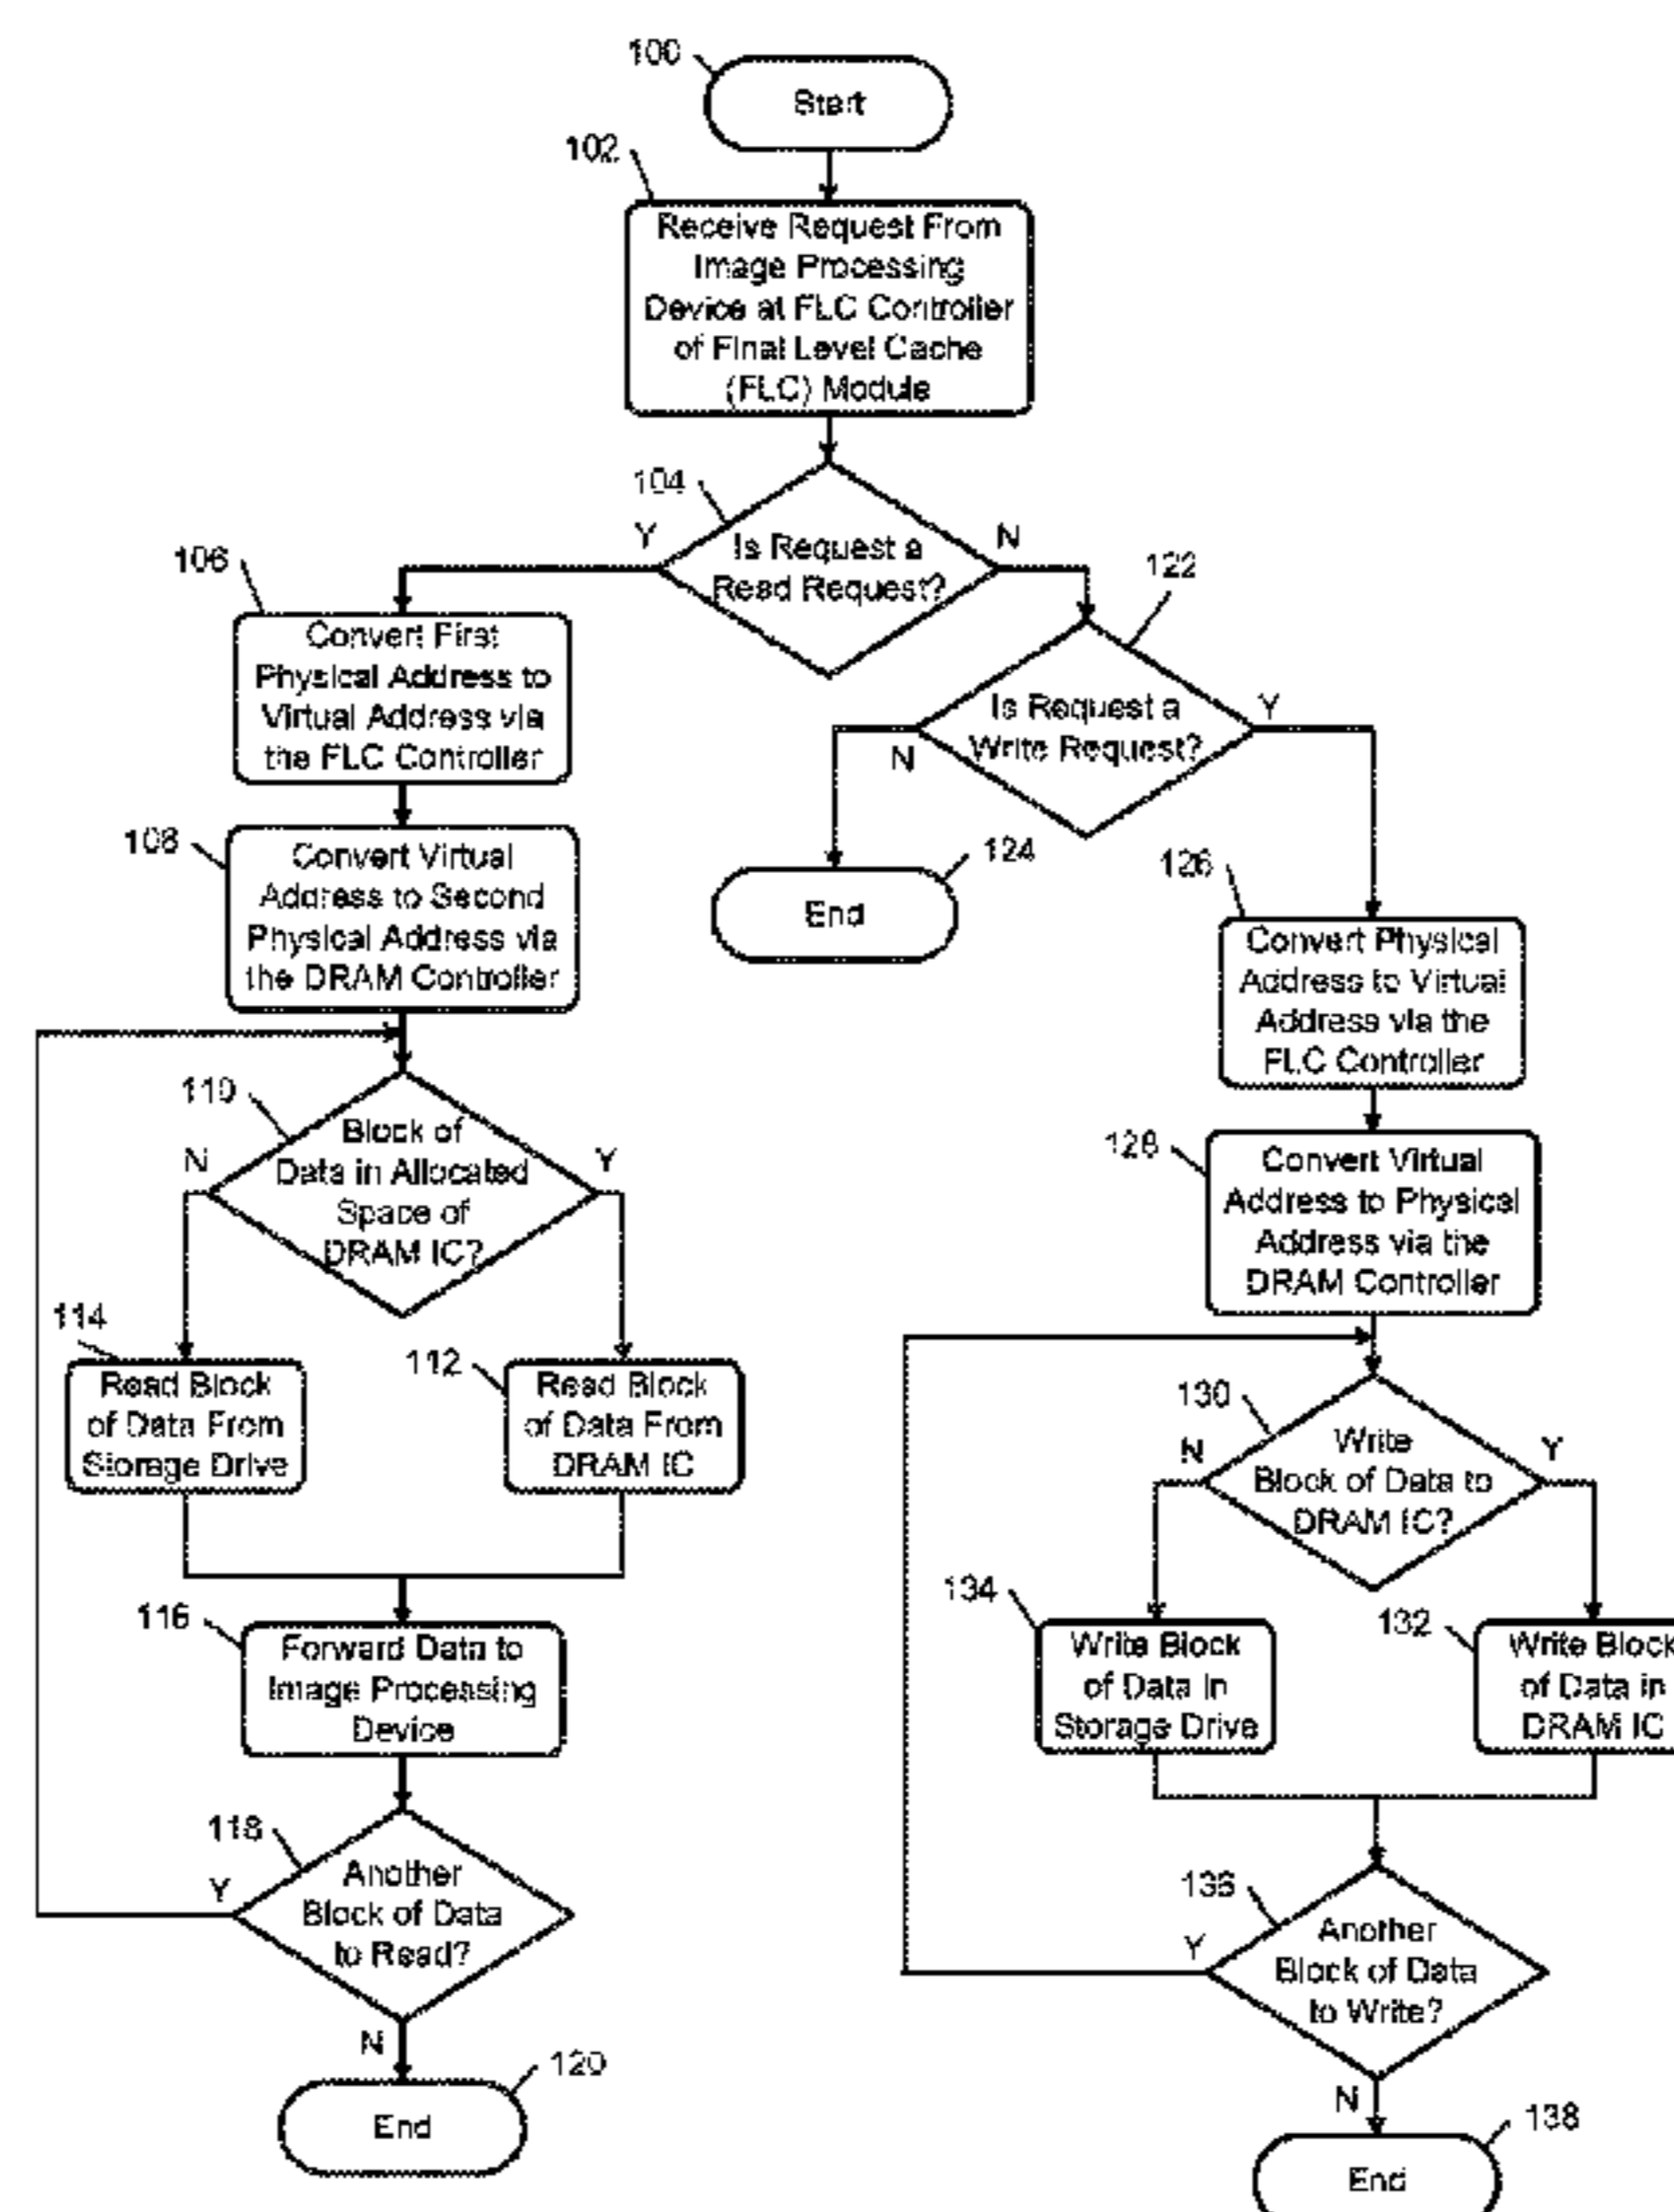 100
Start
102
Receive Request From
Image Processing
Device at FLC Controller
of Final Level Cache
(FLC) Module
104
Y
N
Is Request a
Read Request?
106
Convert First
Physical Address to
Virtual Address via
the FLC Controller
108
Convert Virtual
Address to Second
Physical Address via
the DRAM Controller
110
N
Y
Block of
Data in Allocated
Space of
DRAM IC?
114
Read Block
of Data From
Storage Drive
112
Read Block
of Data From
DRAM IC
116
Forward Data to
Image Processing
Device
118
Y
Another
Block of Data
to Read?
N
120
End
122
Is Request a
Write Request?
Y
N
124
End
126
Convert Physical
Address to Virtual
Address via the
FLC Controller
128
Convert Virtual
Address to Physical
Address via the
DRAM Controller
130
N
Y
Write
Block of Data to
DRAM IC?
134
Write Block
of Data in
Storage Drive
132
Write Block
of Data in
DRAM IC
136
Y
Another
Block of Data
to Write?
N
138
End